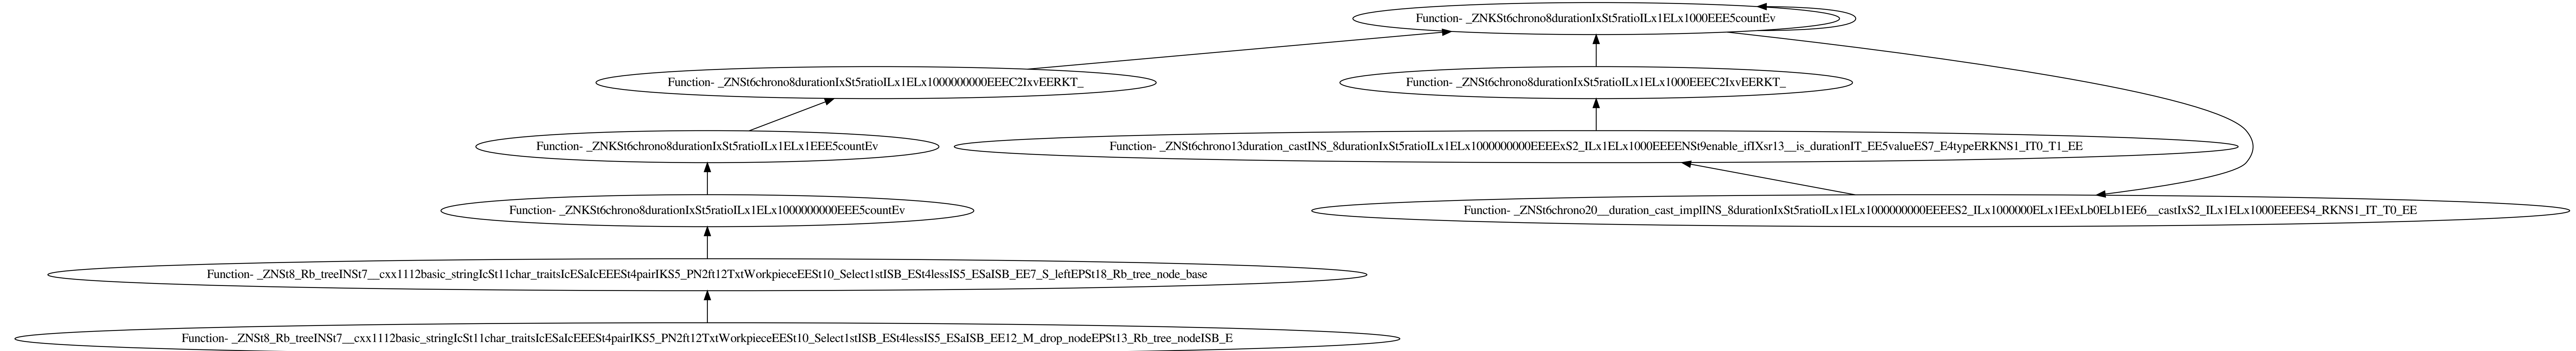 Function- _ZNKSt6chrono8durationIxSt5ratioILx1ELx1000EEE5countEv
Function- _ZNSt6chrono8durationIxSt5ratioILx1ELx1000000000EEEC2IxvEERKT_
Function- _ZNSt6chrono8durationIxSt5ratioILx1ELx1000EEEC2IxvEERKT_
Function- _ZNKSt6chrono8durationIxSt5ratioILx1ELx1EEE5countEv
Function- _ZNSt6chrono13duration_castINS_8durationIxSt5ratioILx1ELx1000000000EEEExS2_ILx1ELx1000EEEENSt9enable_ifIXsr13__is_durationIT_EE5valueES7_E4typeERKNS1_IT0_T1_EE
Function- _ZNKSt6chrono8durationIxSt5ratioILx1ELx1000000000EEE5countEv
Function- _ZNSt6chrono20__duration_cast_implINS_8durationIxSt5ratioILx1ELx1000000000EEEES2_ILx1000000ELx1EExLb0ELb1EE6__castIxS2_ILx1ELx1000EEEES4_RKNS1_IT_T0_EE
Function- _ZNSt8_Rb_treeINSt7__cxx1112basic_stringIcSt11char_traitsIcESaIcEEESt4pairIKS5_PN2ft12TxtWorkpieceEESt10_Select1stISB_ESt4lessIS5_ESaISB_EE7_S_leftEPSt18_Rb_tree_node_base
Function- _ZNSt8_Rb_treeINSt7__cxx1112basic_stringIcSt11char_traitsIcESaIcEEESt4pairIKS5_PN2ft12TxtWorkpieceEESt10_Select1stISB_ESt4lessIS5_ESaISB_EE12_M_drop_nodeEPSt13_Rb_tree_nodeISB_E